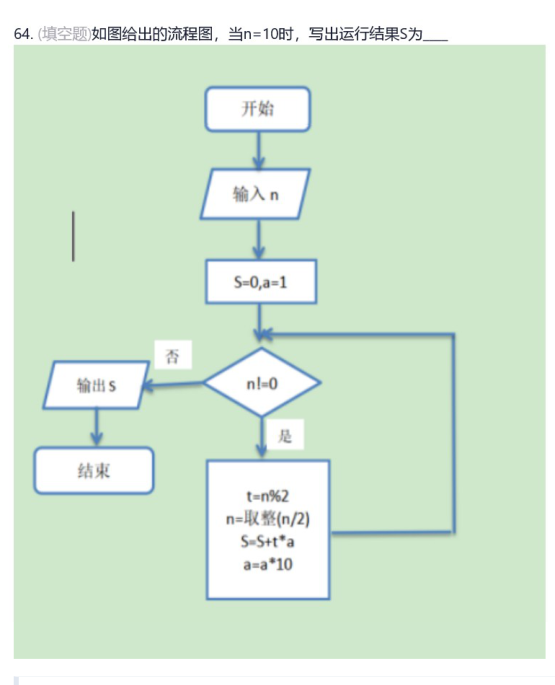 64. (填空题)如图给出的流程图，当n=10时，写出运行结果S为___
开始
输入 n
S=0,a=1
n!=0
否
输出 s
结束
是
t=n%2
n=取整(n/2)
S=S+t*a
a=a*10